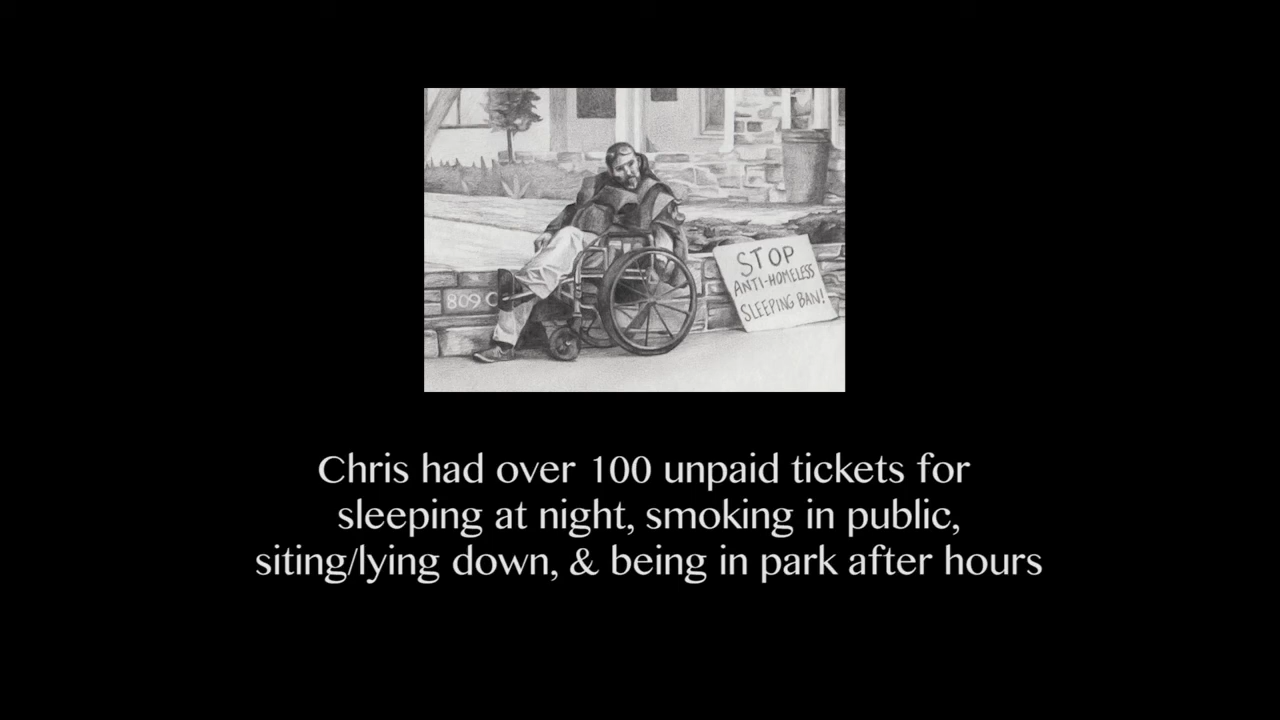 809 C
STOP
ANTI-HOMELESS
SLEEPING BAN!
Chris had over 100 unpaid tickets for
sleeping at night, smoking in public,
siting/lying down, & being in park after hours